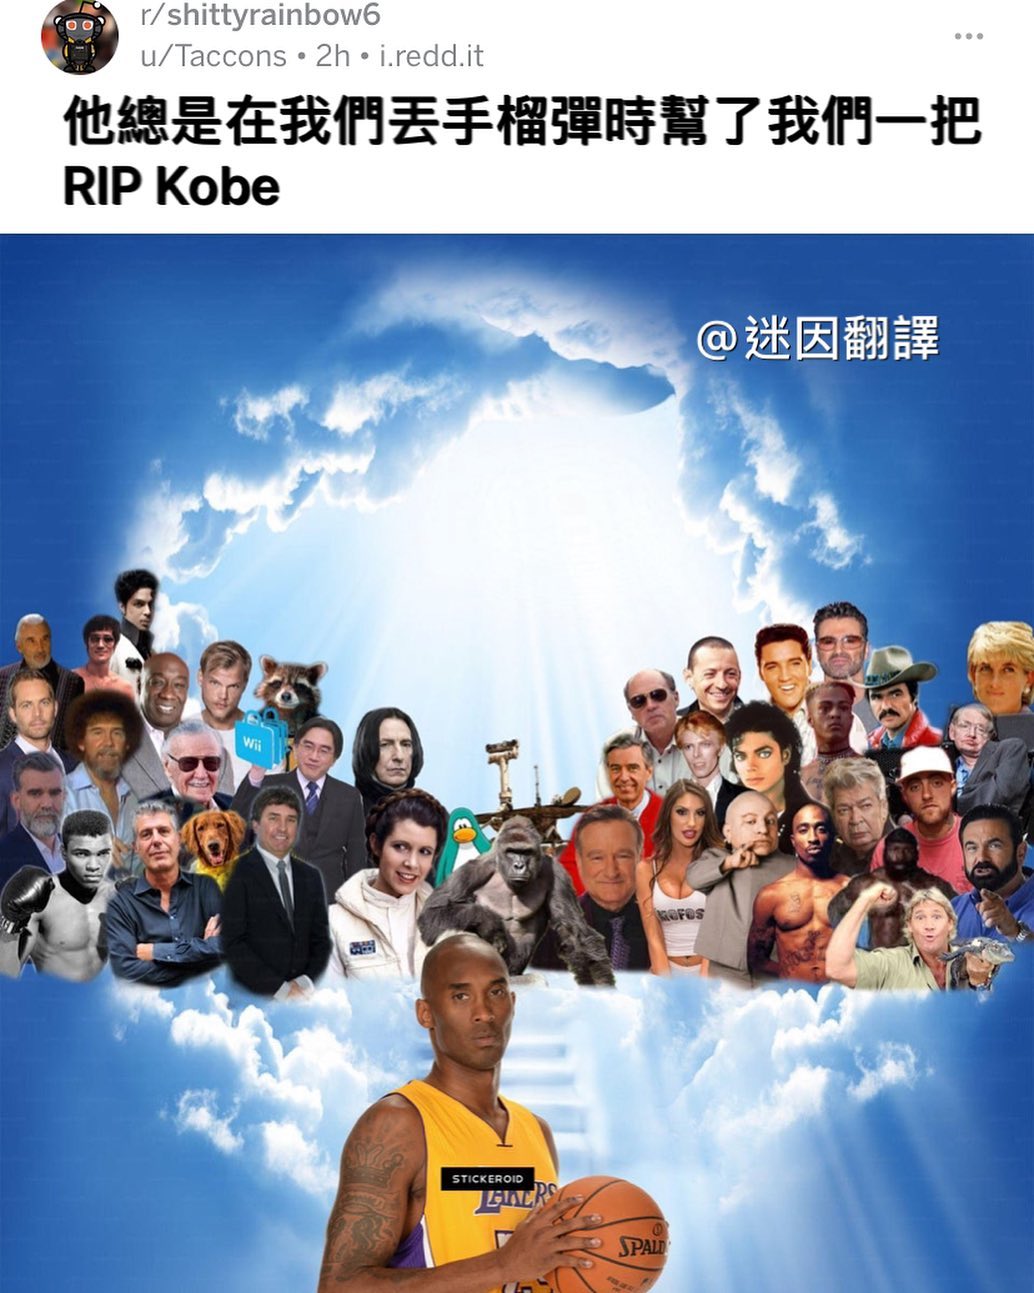 r/shittyrainbow6
u/Taccons • 2h • i.redd.it
他總是在我們丟手榴彈時幫了我們一把
RIP Kobe
@迷因翻譯
Wii
MOFOS
STICKEROID
LAKERS
SPALD